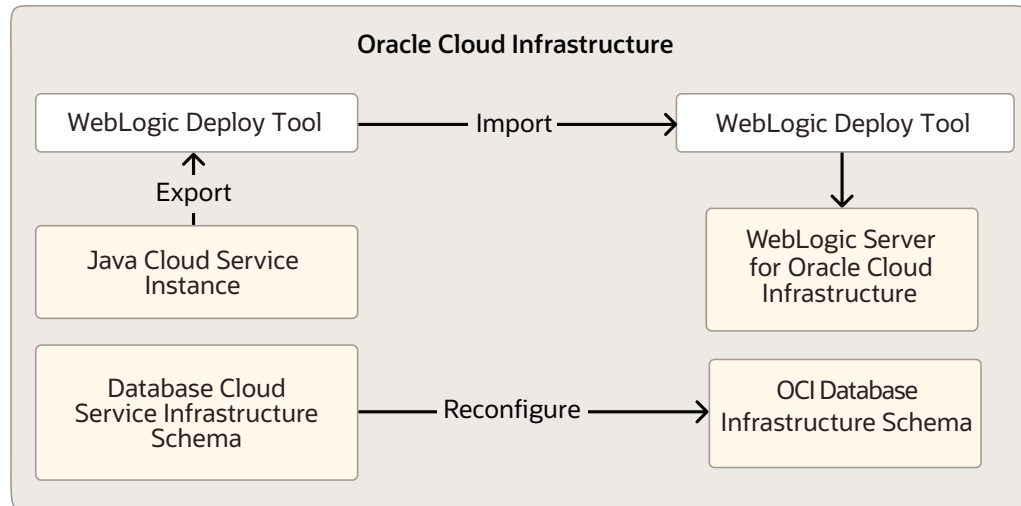 Oracle Cloud Infrastructure
WebLogic Deploy Tool
Import
WebLogic Deploy Tool
Export
Java Cloud Service
Instance
WebLogic Server
for Oracle Cloud
Infrastructure
Database Cloud
Service Infrastructure
Schema
Reconfigure
OCI Database
Infrastructure Schema